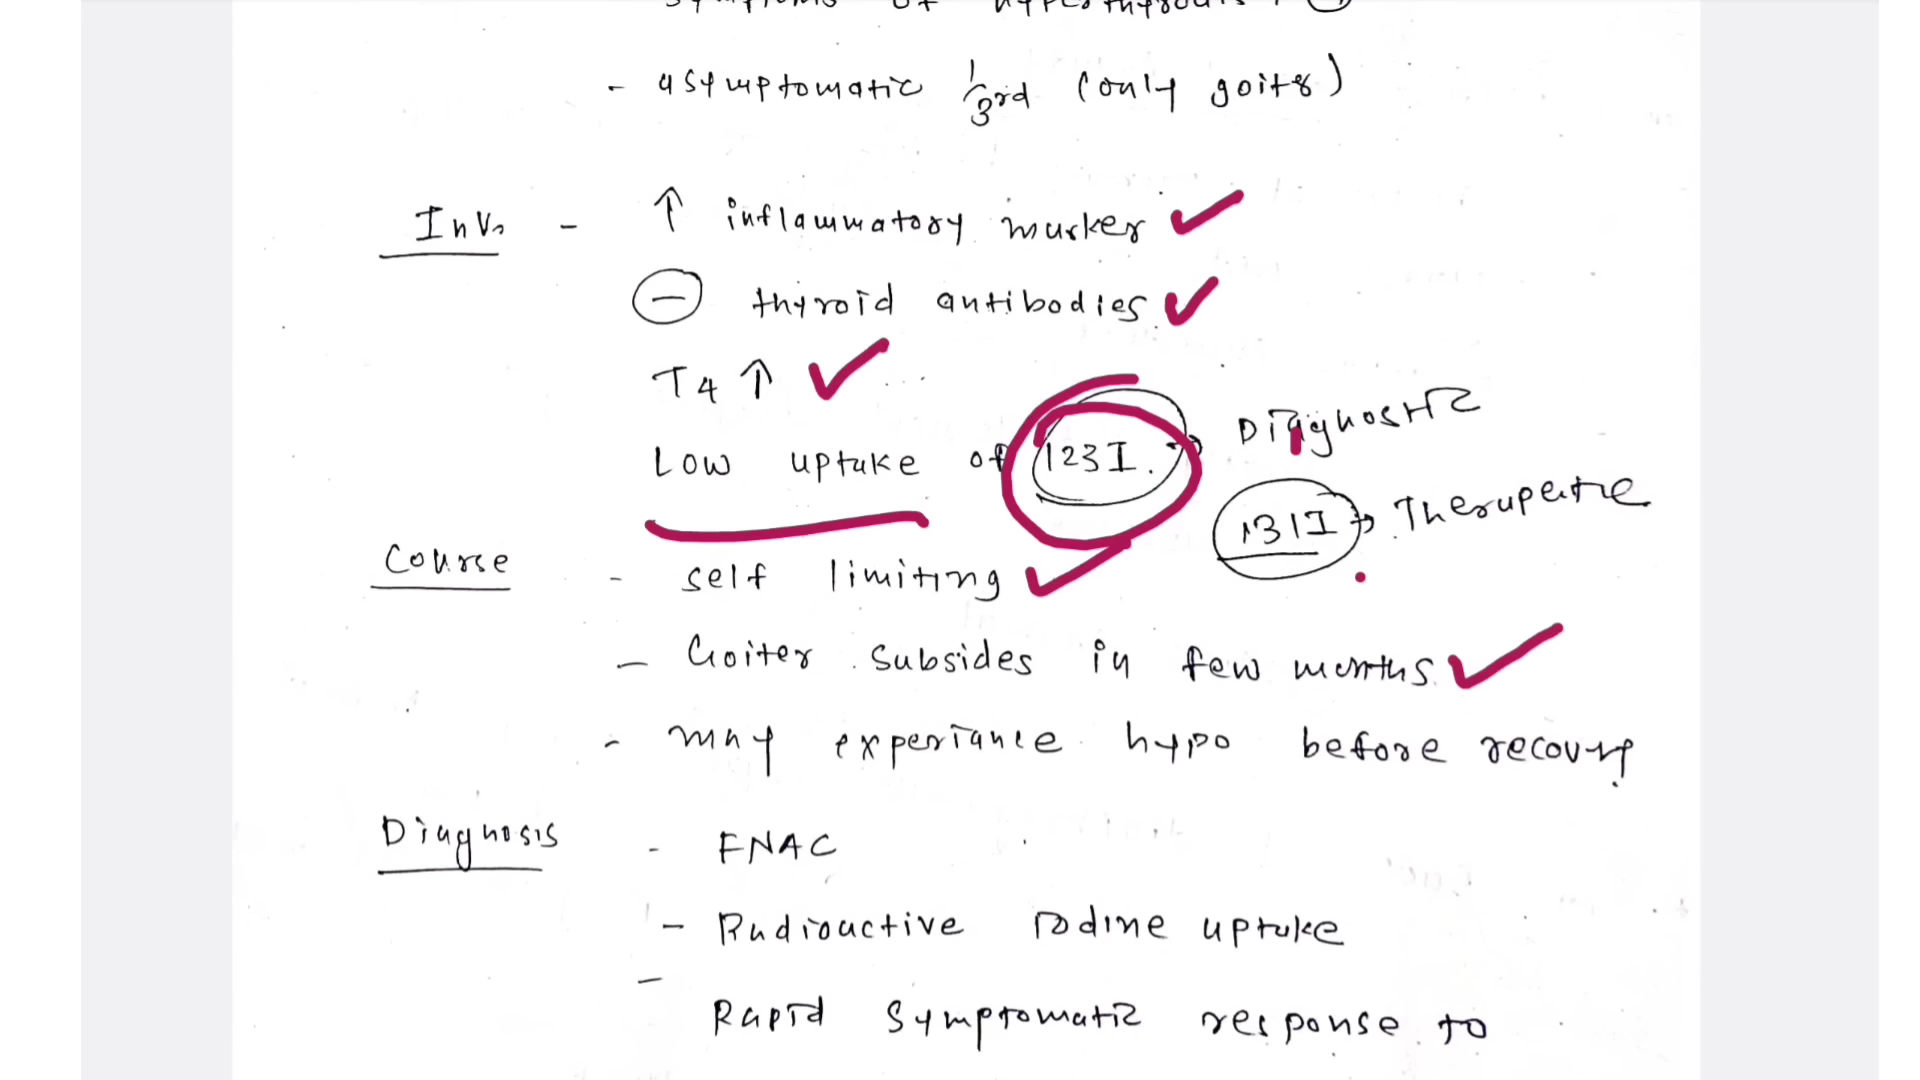 symptoms of
- asymptomatic 1/3rd (only goiter)
Inv. - ↑ inflammatory marker ✓
⊖ thyroid antibodies ✓
T4 ↑ ✓
Low uptake of 123I. → Diagnostic
131I → Therapeutic
Course - self limiting ✓
- Goiter subsides in few months. ✓
- may experiance hypo before recovery
Diagnosis - FNAC
- Radioactive Iodine uptake
- Rapid symptomatic response to